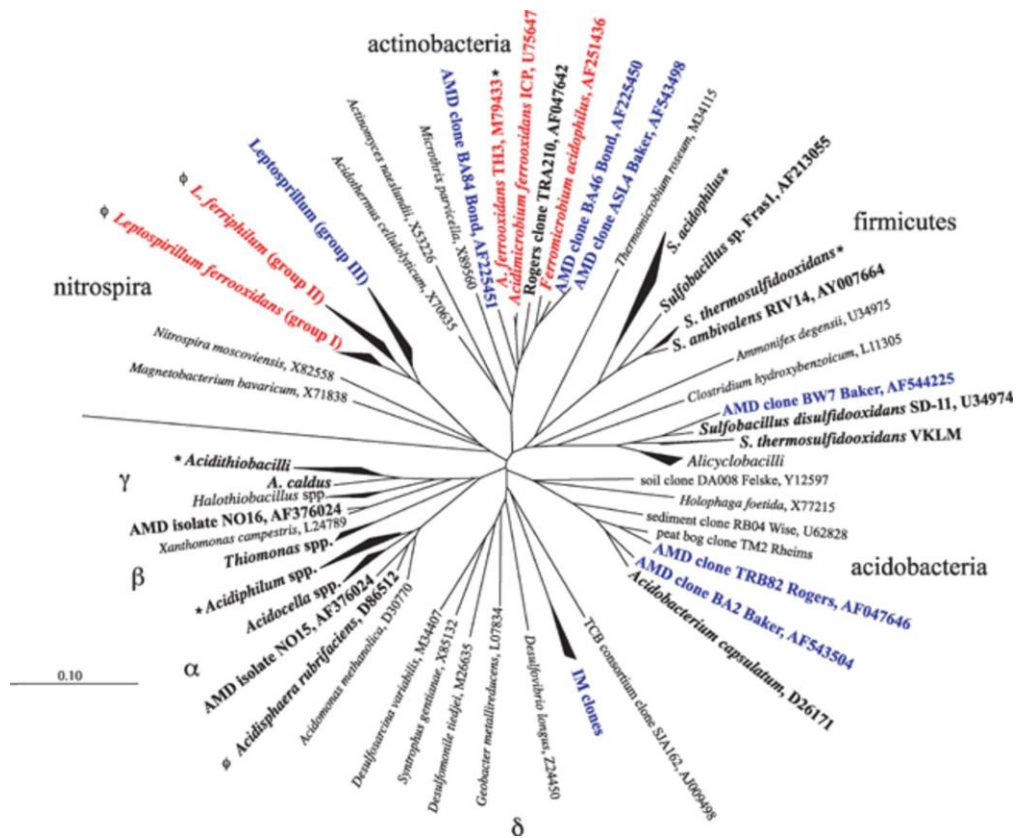 actinobacteria
AMD clone BA84 Bond, AF225451
A. ferrooxidans TH3, M79433*
Acidimicrobium ferrooxidans ICP, U75647
Rogers clone TRA210, AF047642
Ferromicrobium acidophilus, AF251436
AMD clone BA46 Bond, AF225450
AMD clone ASL4 Baker, AF543498
Thermomicrobium roseum, M34115
Microthrix parvicella, X89560
Actinomyces naeslundii, X53226
Acidothermus cellulolyticum, X70635
S. acidophilus*
Sulfobacillus sp. Fras1, AF213055
firmicutes
S. thermosulfidooxidans*
S. ambivalens RIV14, AY007664
Ammonifex degensii, U34975
Clostridium hydroxybenzoicum, L11305
AMD clone BW7 Baker, AF544225
Sulfobacillus disulfidooxidans SD-11, U34974
S. thermosulfidooxidans VKLM
Alicyclobacilli
Leptosprillum (group III)
ϕ L. ferriphilum (group II)
ϕ Leptospirillum ferrooxidans (group I)
nitrospira
Nitrospira moscoviensis, X82558
Magnetobacterium bavaricum, X71838
soil clone DA008 Felske, Y12597
Holophaga foetida, X77215
sediment clone RB04 Wise, U62828
peat bog clone TM2 Rheims
acidobacteria
AMD clone TRB82 Rogers, AF047646
AMD clone BA2 Baker, AF543504
Acidobacterium capsulatum, D26171
γ
* Acidithiobacilli
A. caldus
Halothiobacillus spp.
AMD isolate NO16, AF376024
Xanthomonas campestris, L24789
β
Thiomonas spp.
* Acidiphilum spp.
Acidocella spp.
α
AMD isolate NO15, AF376024
ø Acidisphaera rubrifaciens, D86512
Acidomonas methanolica, D30770
Desulfosarcina variabilis, M34407
Syntrophus gentianae, X85132
Desulfomonile tiedjei, M26635
Geobacter metallireducens, L07834
Desulfovibrio longus, Z24450
IM clones
TCB consortium clone SJA162, AJ009498
δ
0.10